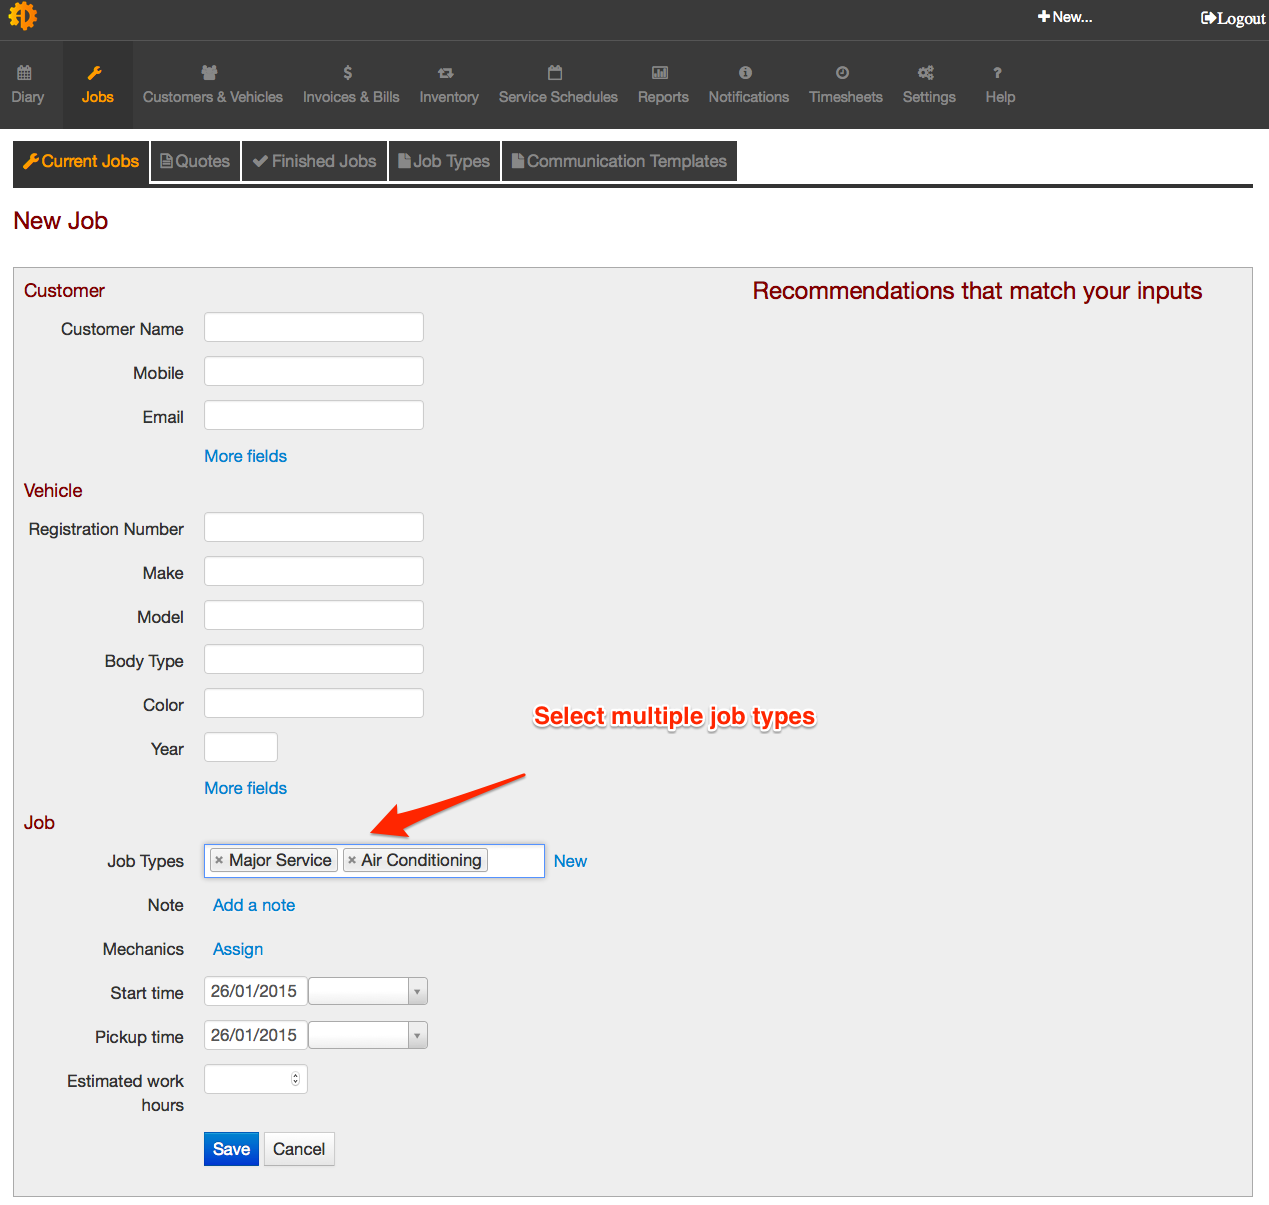 New...
Logout
Diary
Jobs
Customers & Vehicles
Invoices & Bills
Inventory
Service Schedules
Reports
Notifications
Timesheets
Settings
Help
Current Jobs
Quotes
Finished Jobs
Job Types
Communication Templates
New Job
Customer
Recommendations that match your inputs
Customer Name
Mobile
Email
More fields
Vehicle
Registration Number
Make
Model
Body Type
Color
Select multiple job types
Year
More fields
Job
Job Types
× Major Service
× Air Conditioning
New
Note
Add a note
Mechanics
Assign
Start time
26/01/2015
Pickup time
26/01/2015
Estimated work
hours
Save
Cancel